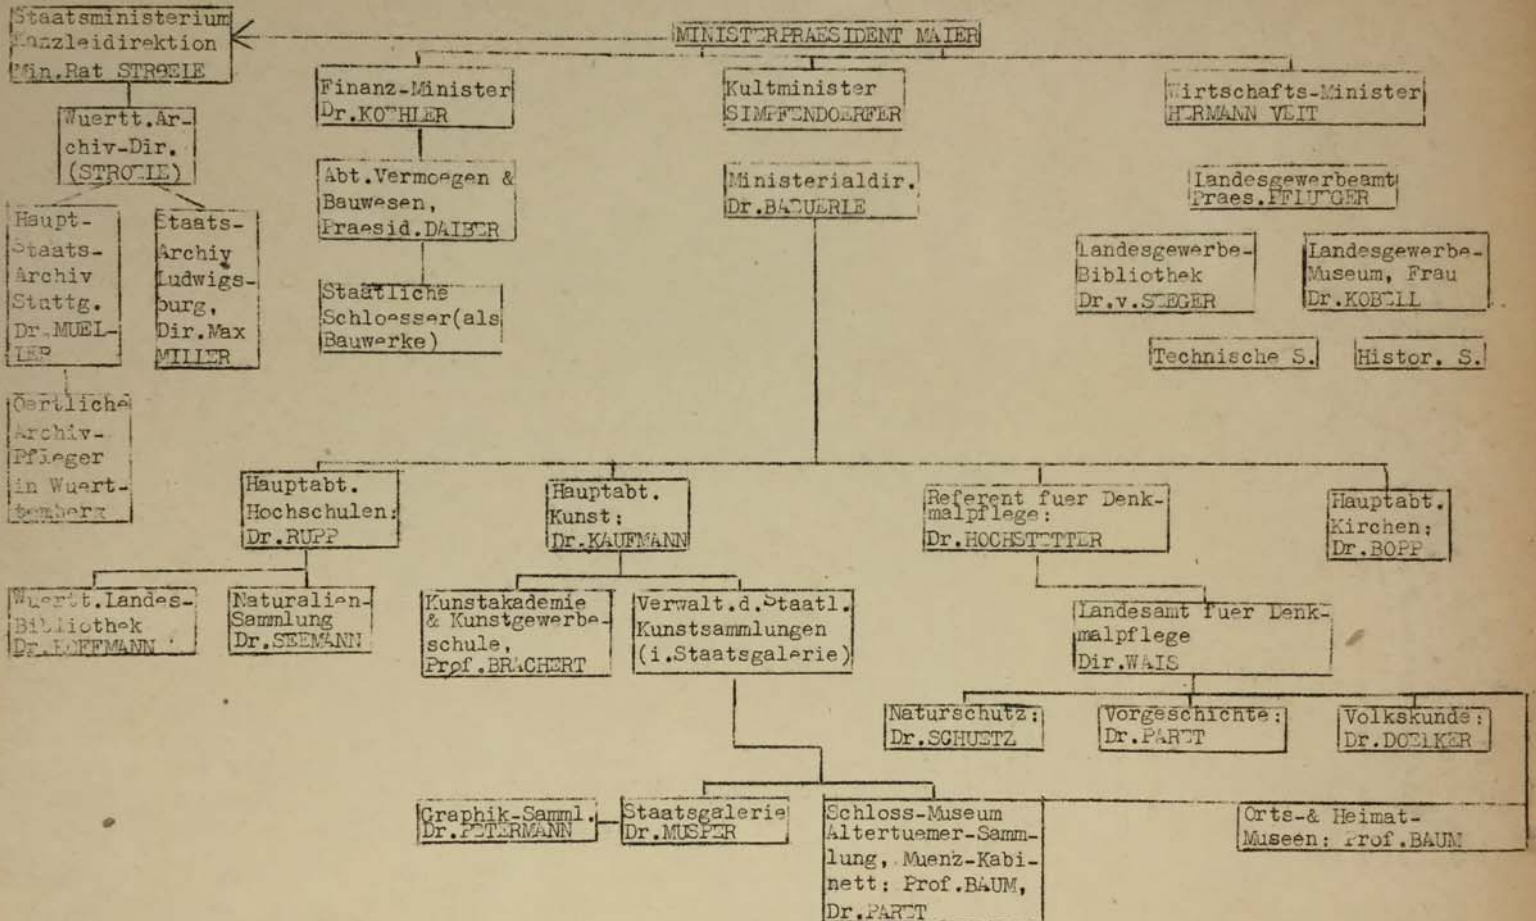 Staatsministerium
Kanzleidirektion
Min.Rat STROELE
MINISTERPRAESIDENT MAIER
Wuertt.Ar-
chiv-Dir.
(STROELE)
Haupt-
Staats-
Archiv
Stuttg.
Dr.MUEL-
LER
Staats-
Archiv
Ludwigs-
burg,
Dir.Max
MILLER
Oertliche
Archiv-
Pfleger
in Wuert-
temberg
Finanz-Minister
Dr.KOEHLER
Abt.Vermoegen &
Bauwesen,
Praesid.DAIBER
Staatliche
Schloesser(als
Bauwerke)
Kultminister
SIMPFENDOERFER
Ministerialdir.
Dr.BAEUERLE
Wirtschafts-Minister
HERMANN VEIT
Landesgewerbeamt
Praes.PFLUEGER
Landesgewerbe-
Bibliothek
Dr.v.SEEGER
Landesgewerbe-
Museum, Frau
Dr.KOBELL
Technische S.
Histor. S.
Hauptabt.
Hochschulen:
Dr.RUPP
Hauptabt.
Kunst:
Dr.KAUFMANN
Referent fuer Denk-
malpflege:
Dr.HOCHSTETTER
Hauptabt.
Kirchen:
Dr.BOPP
Wuertt.Landes-
Bibliothek
Dr.HOFFMANN
Naturalien-
Sammlung
Dr.SEEMANN
Kunstakademie
& Kunstgewerbe-
schule,
Prof.BRACHERT
Verwalt.d.Staatl.
Kunstsammlungen
(i.Staatsgalerie)
Landesamt fuer Denk-
malpflege
Dir.WAIS
Naturschutz:
Dr.SCHUETZ
Vorgeschichte:
Dr.PARET
Volkskunde:
Dr.DOELKER
Graphik-Samml.
Dr.PETERMANN
Staatsgalerie
Dr.MUSPER
Schloss-Museum
Altertuemer-Samm-
lung, Muenz-Kabi-
nett: Prof.BAUM,
Dr.PARET
Orts-& Heimat-
Museen: Prof.BAUM